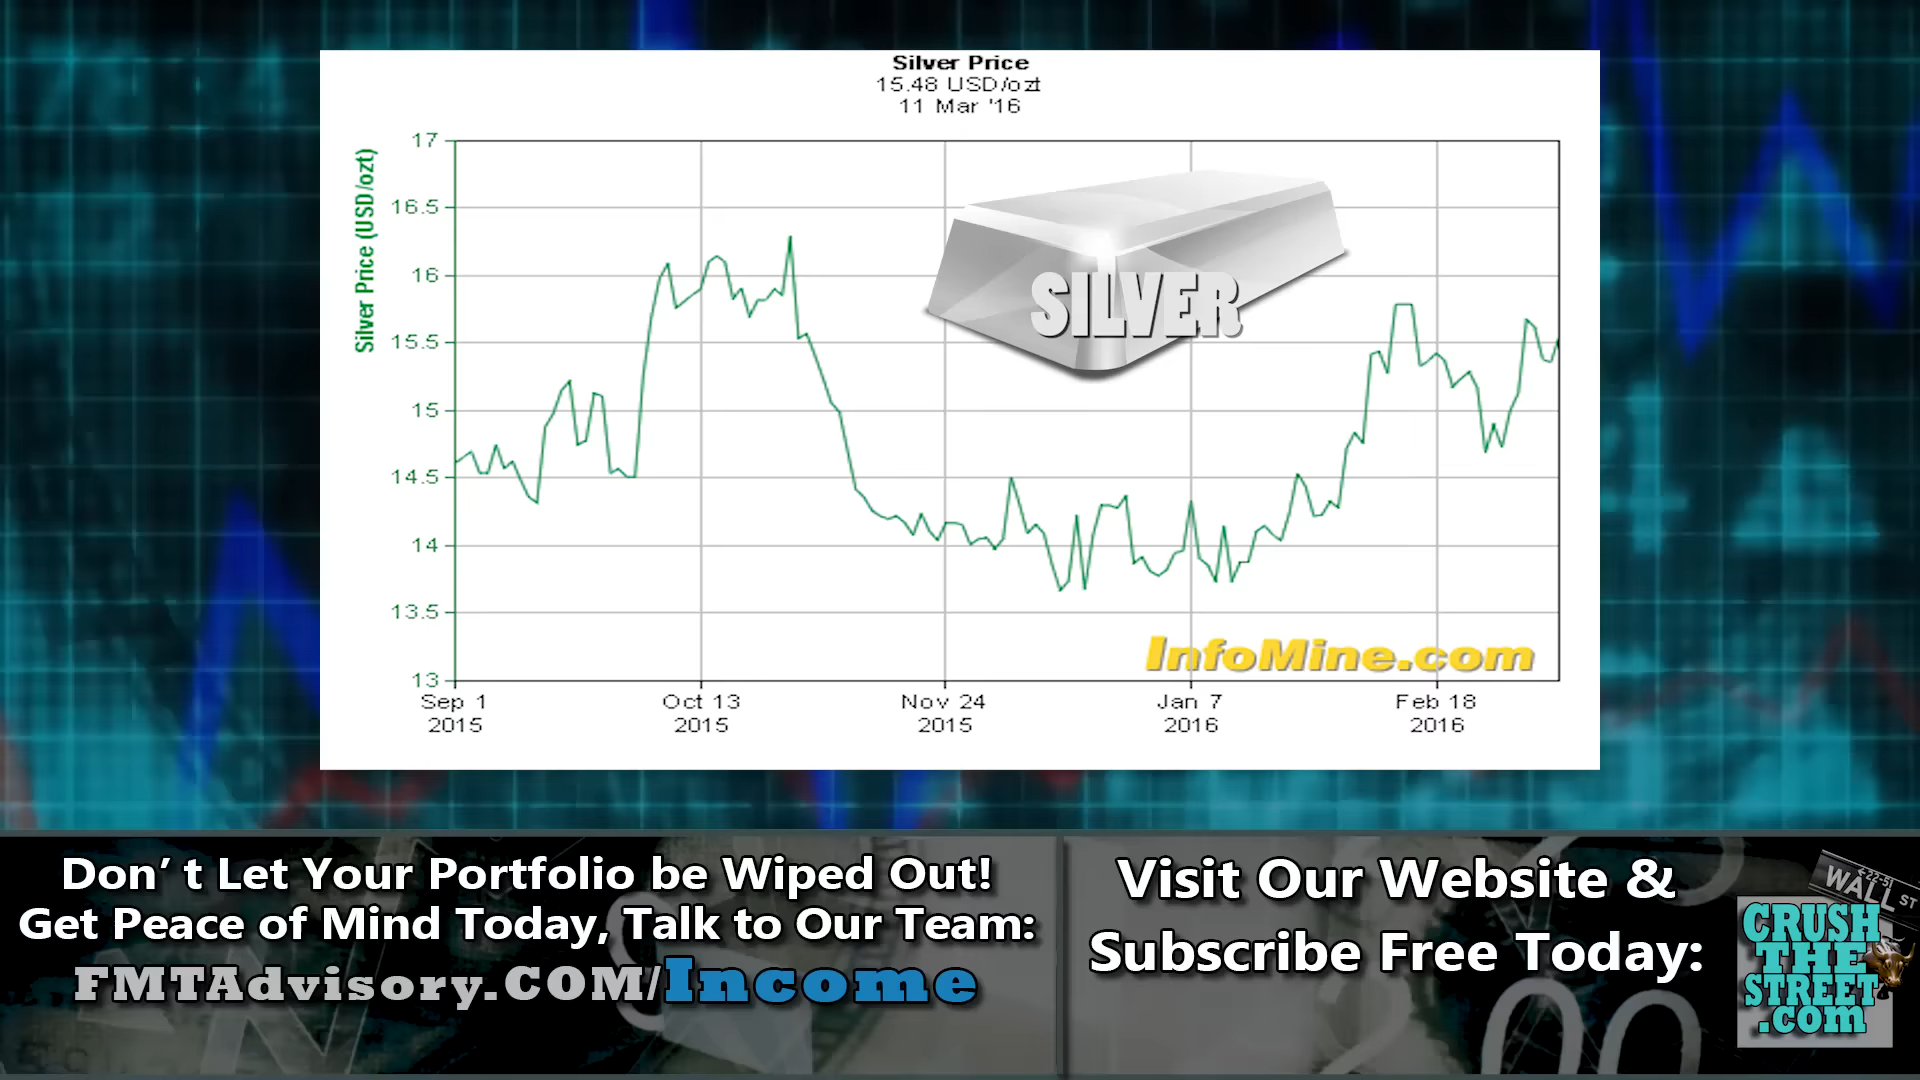 Silver Price
15.48 USD/ozt
11 Mar '16
Silver Price (USD/ozt)
17
16.5
16
15.5
15
14.5
14
13.5
13
SILVER
InfoMine.com
Sep 1
2015
Oct 13
2015
Nov 24
2015
Jan 7
2016
Feb 18
2016
Don't Let Your Portfolio be Wiped Out!
Get Peace of Mind Today, Talk to Our Team:
FMTAdvisory.COM/Income
Visit Our Website &
Subscribe Free Today:
WALL ST
CRUSH
THE
STREET
.com